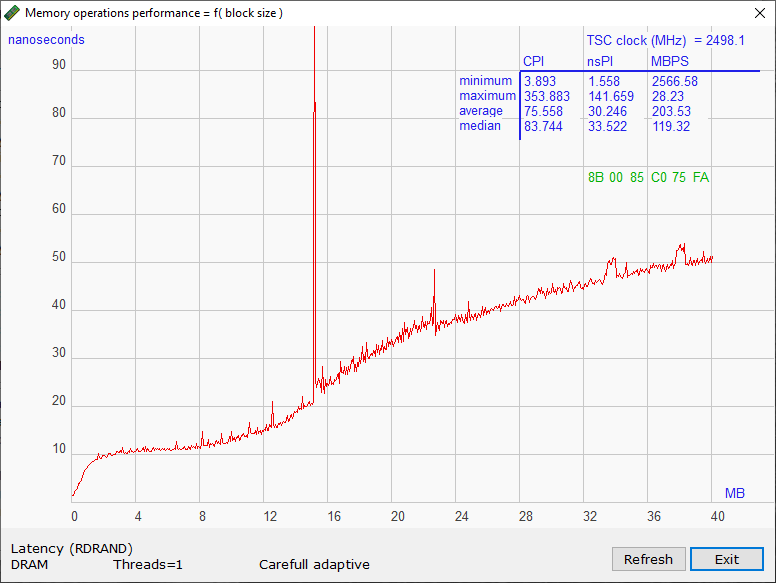 Memory operations performance = f( block size )
nanoseconds
TSC clock (MHz) = 2498.1
CPI nsPI MBPS
minimum 3.893 1.558 2566.58
maximum 353.883 141.659 28.23
average 75.558 30.246 203.53
median 83.744 33.522 119.32
8B 00 85 C0 75 FA
90
80
70
60
50
40
30
20
10
MB
0 4 8 12 16 20 24 28 32 36 40
Latency (RDRAND)
DRAM Threads=1 Carefull adaptive
Refresh Exit